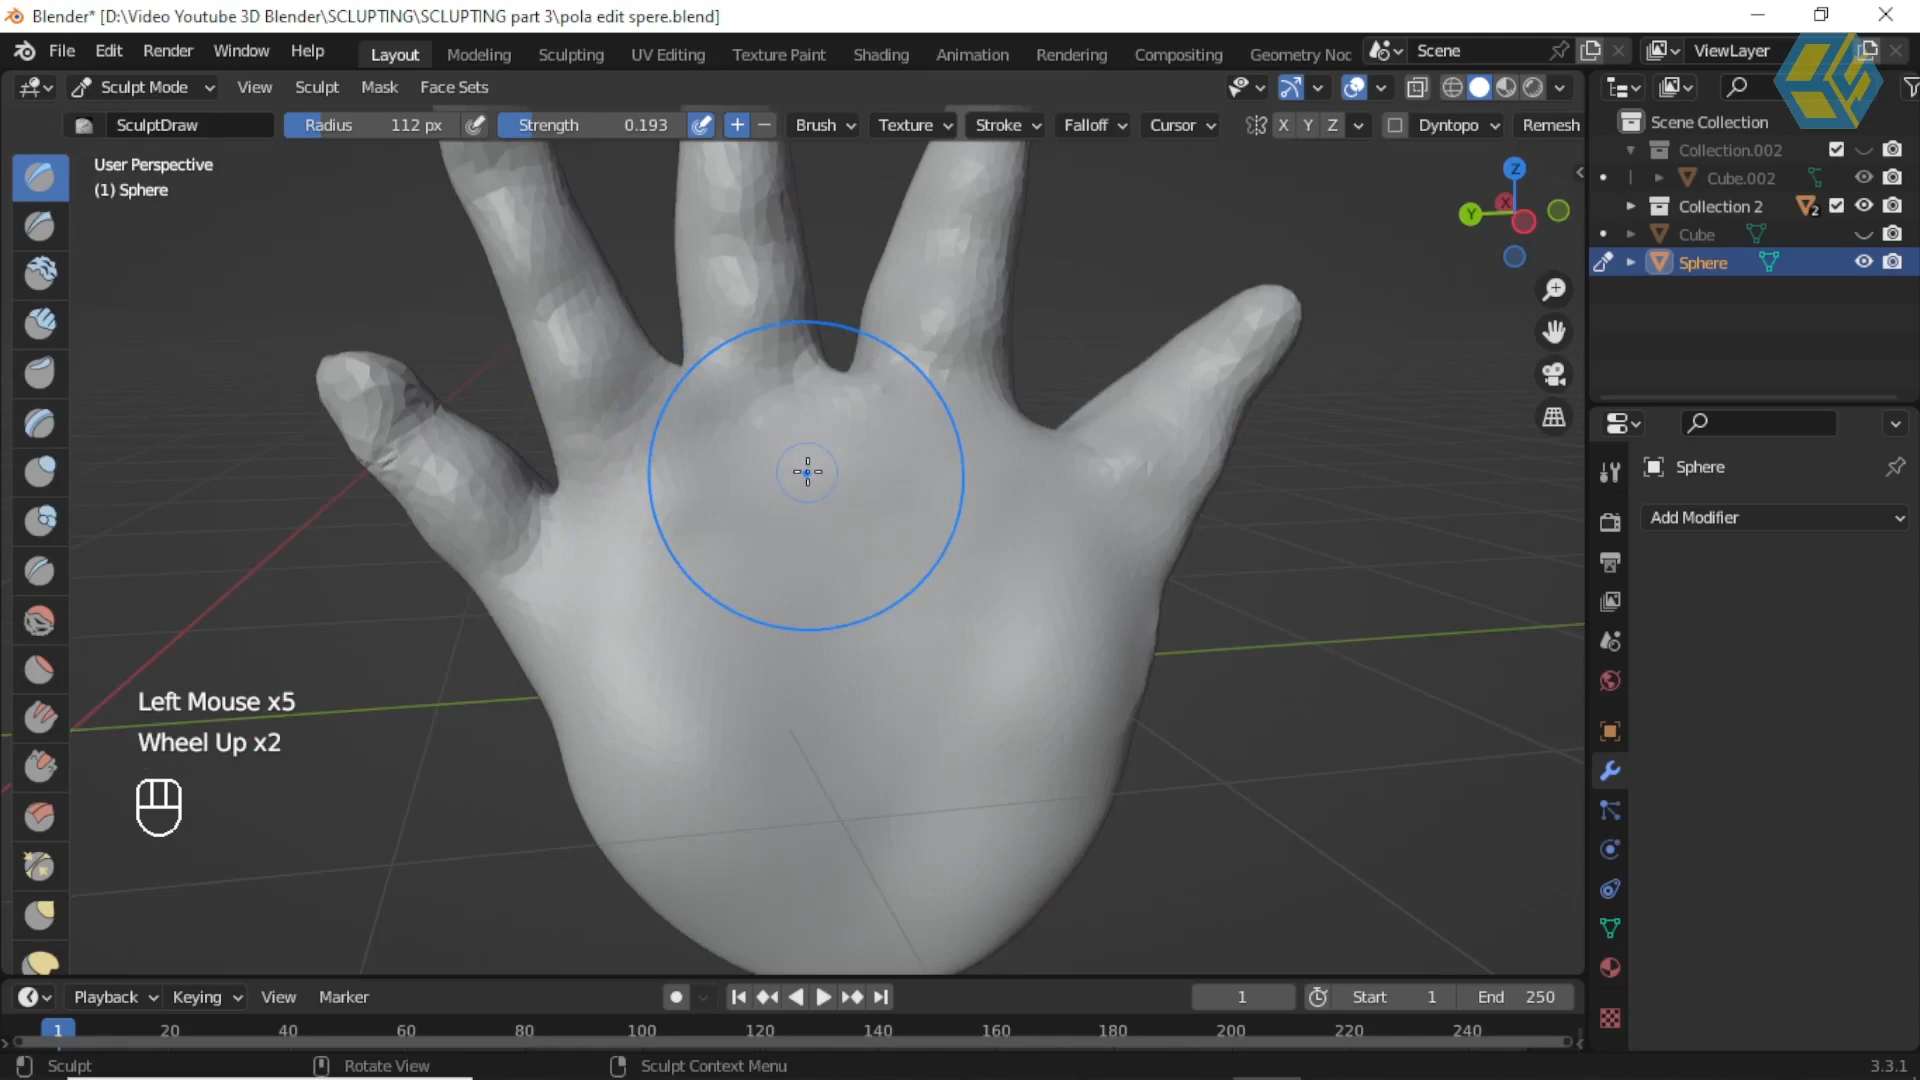 Blender* [D:\Video Youtube 3D Blender\SCLUPTING\SCLUPTING part 3\pola edit spere.blend]
File Edit Render Window Help Layout Modeling Sculpting UV Editing Texture Paint Shading Animation Rendering Compositing Geometry Noc Scene ViewLayer
Sculpt Mode View Sculpt Mask Face Sets
SculptDraw Radius 112 px Strength 0.193 Brush Texture Stroke Falloff Cursor X Y Z Dyntopo Remesh
Scene Collection
Collection.002
Cube.002
Collection 2 2
Cube
Sphere
User Perspective
(1) Sphere
Z
X
Y
Sphere
Add Modifier
Left Mouse x5
Wheel Up x2
Playback Keying View Marker 1 Start 1 End 250
1 20 40 60 80 100 120 140 160 180 200 220 240
Sculpt Rotate View Sculpt Context Menu 3.3.1